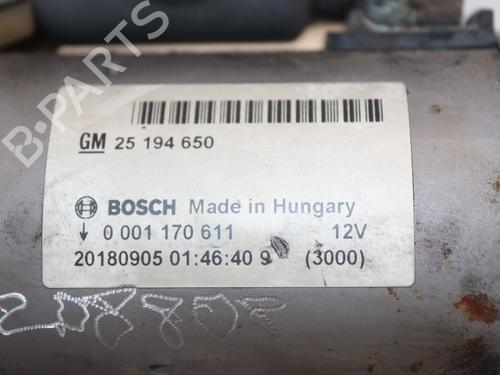 B-PARTS
GM 25 194 650
BOSCH Made in Hungary
0 001 170 611 12V
20180905 01:46:40 9 (3000)